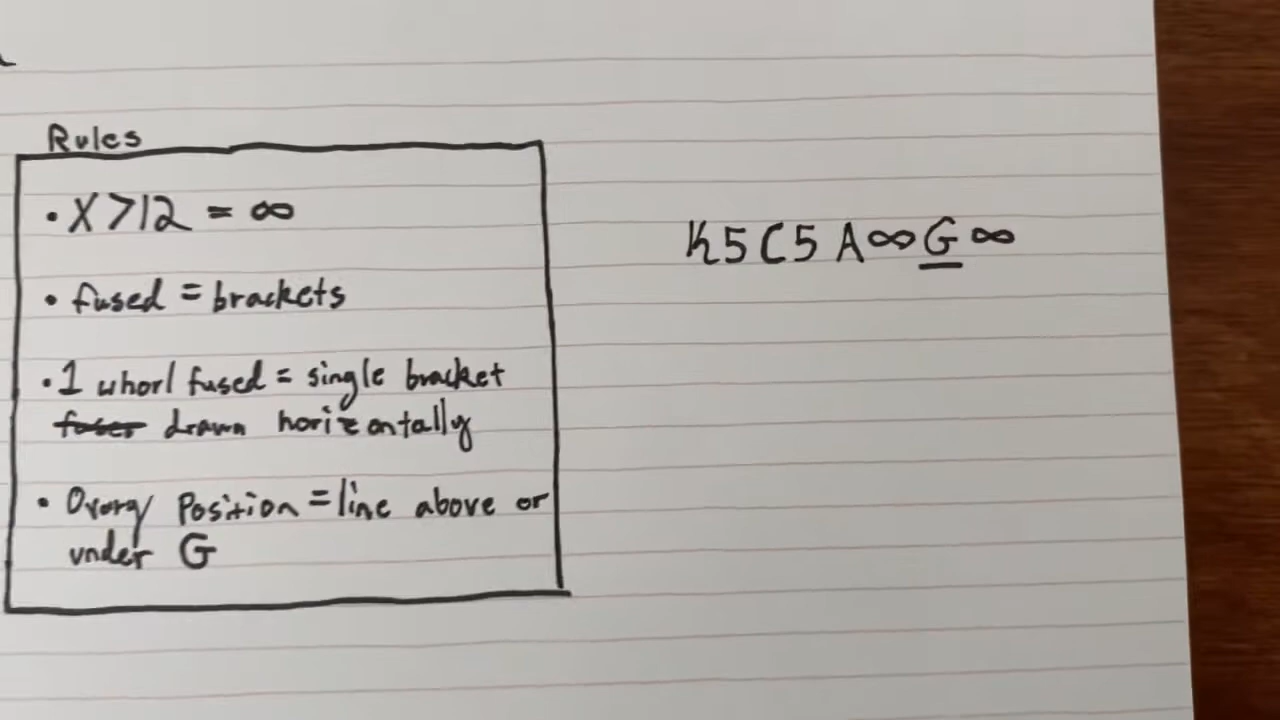 Rules
• X>12 = ∞
• fused = brackets
• 1 whorl fused = single bracket
drawn horizontally
• Ovary Position = line above or
under G
K5 C5 A∞ G∞